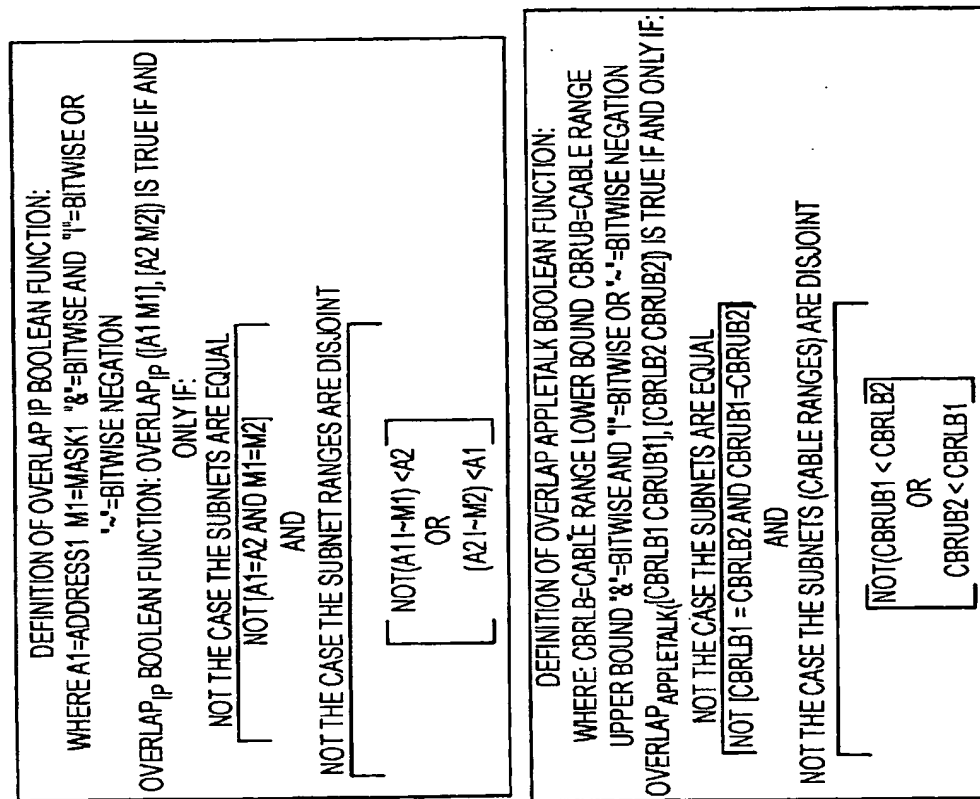 DEFINITION OF OVERLAP IP BOOLEAN FUNCTION:
WHERE A1=ADDRESS1 M1=MASK1 "&"=BITWISE AND "|"=BITWISE OR
"~"=BITWISE NEGATION
OVERLAP_IP BOOLEAN FUNCTION: OVERLAP_IP ([A1 M1], [A2 M2]) IS TRUE IF AND
ONLY IF:
NOT THE CASE THE SUBNETS ARE EQUAL
NOT [A1=A2 AND M1=M2]
AND
NOT THE CASE THE SUBNET RANGES ARE DISJOINT
NOT(A1|~M1) <A2
OR
(A2|~M2) <A1
DEFINITION OF OVERLAP APPLETALK BOOLEAN FUNCTION:
WHERE: CBRLB=CABLE RANGE LOWER BOUND CBRUB=CABLE RANGE
UPPER BOUND "&"=BITWISE AND "|"=BITWISE OR "~"=BITWISE NEGATION
OVERLAP_APPLETALK([CBRLB1 CBRUB1], [CBRLB2 CBRUB2]) IS TRUE IF AND ONLY IF:
NOT THE CASE THE SUBNETS ARE EQUAL
NOT [CBRLB1 = CBRLB2 AND CBRUB1=CBRUB2]
AND
NOT THE CASE THE SUBNETS (CABLE RANGES) ARE DISJOINT
NOT(CBRUB1 < CBRLB2
OR
CBRUB2 < CBRLB1